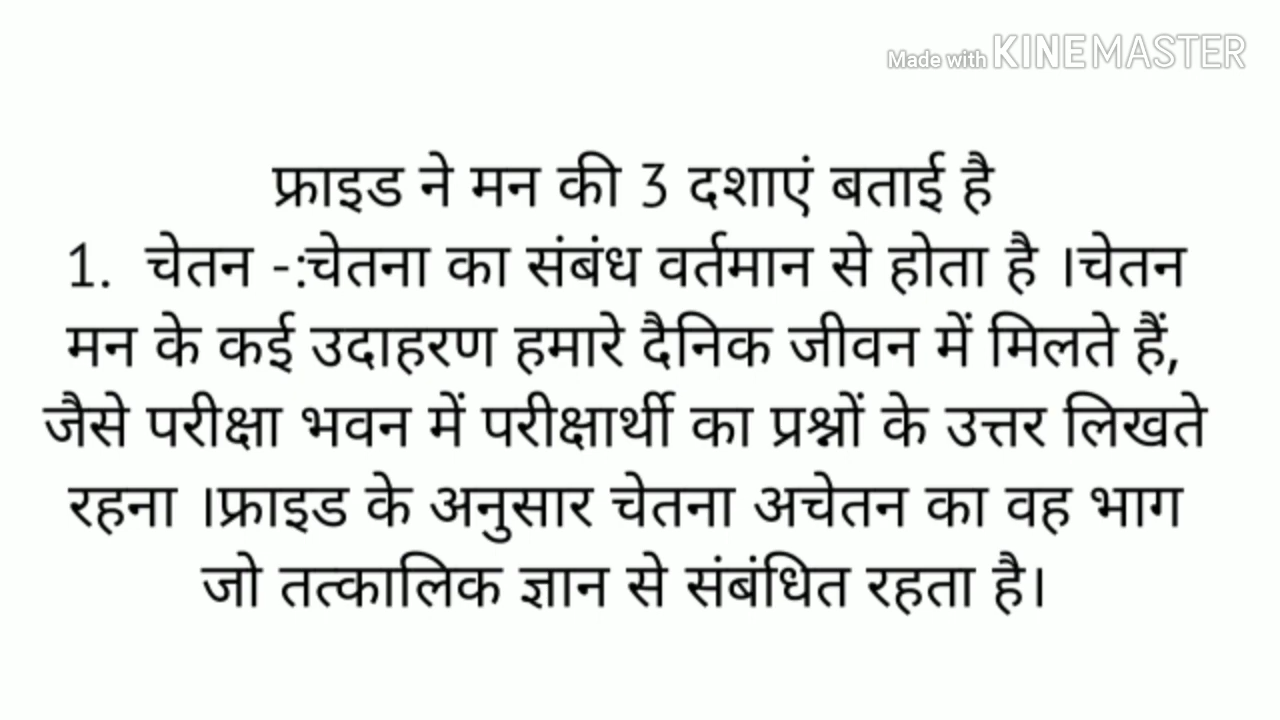 Made with KINEMASTER
फ्राइड ने मन की 3 दशाएं बताई है
1. चेतन -:चेतना का संबंध वर्तमान से होता है ।चेतन
मन के कई उदाहरण हमारे दैनिक जीवन में मिलते हैं,
जैसे परीक्षा भवन में परीक्षार्थी का प्रश्नों के उत्तर लिखते
रहना ।फ्राइड के अनुसार चेतना अचेतन का वह भाग
जो तत्कालिक ज्ञान से संबंधित रहता है।